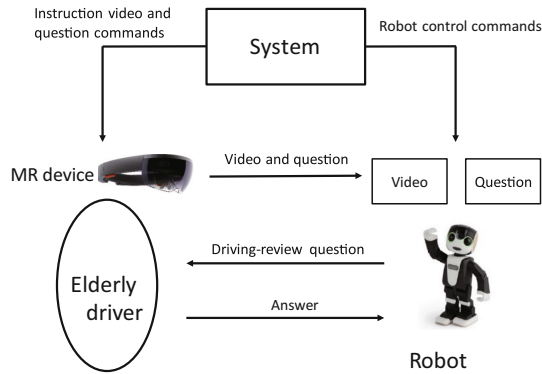 Instruction video and
question commands
System
Robot control commands
MR device
Video and question
Video
Question
Driving-review question
Elderly
driver
Answer
Robot